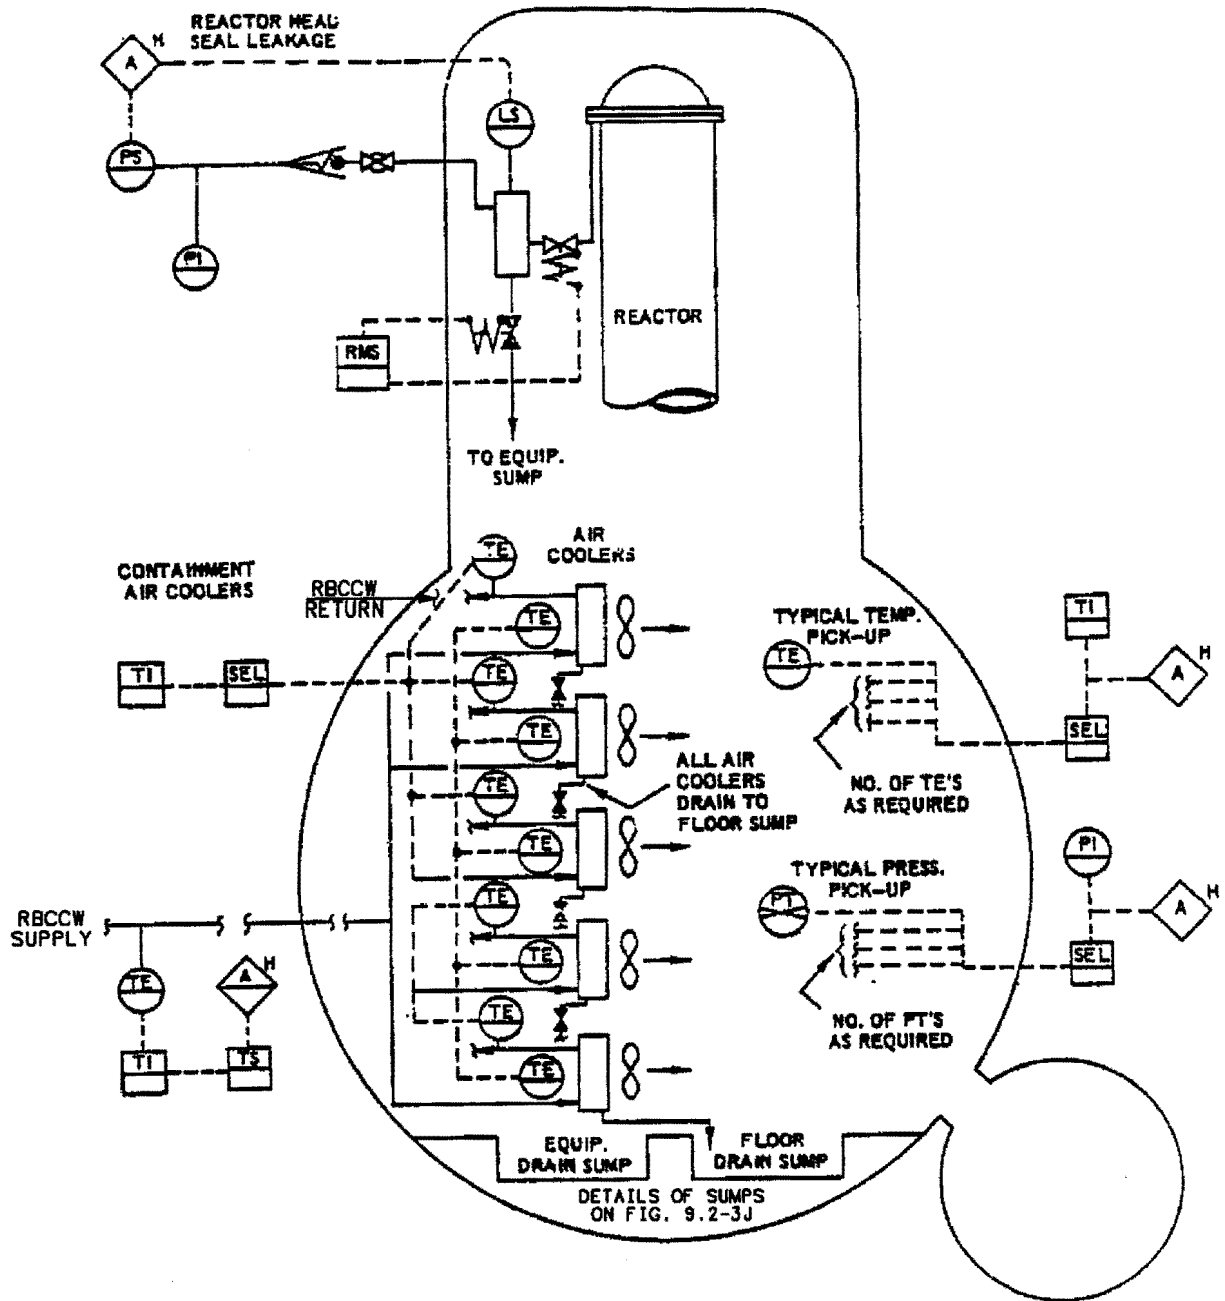 REACTOR HEAD
SEAL LEAKAGE
H
A
LS
PS
PI
REACTOR
RMS
TO EQUIP.
SUMP
AIR
COOLERS
TE
CONTAINMENT
AIR COOLERS
RBCCW
RETURN
TE
TYPICAL TEMP.
PICK-UP
TI
H
TE
A
TI
SEL
TE
TE
SEL
ALL AIR
COOLERS
DRAIN TO
FLOOR SUMP
NO. OF TE'S
AS REQUIRED
TE
TE
PI
TYPICAL PRESS.
PICK-UP
H
TE
PT
A
RBCCW
SUPPLY
TE
SEL
H
TE
A
TE
NO. OF PT'S
AS REQUIRED
TI
TS
TE
EQUIP.
DRAIN SUMP
FLOOR
DRAIN SUMP
DETAILS OF SUMPS
ON FIG. 9.2-3J